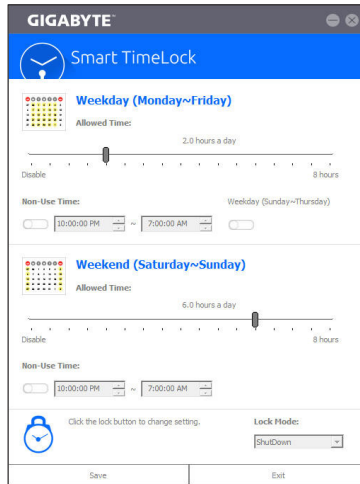 GIGABYTE™
Smart TimeLock
Weekday (Monday~Friday)
Allowed Time:
2.0 hours a day
Disable 8 hours
Non-Use Time: Weekday (Sunday~Thursday)
10:00:00 PM ~ 7:00:00 AM
Weekend (Saturday~Sunday)
Allowed Time:
6.0 hours a day
Disable 8 hours
Non-Use Time:
10:00:00 PM ~ 7:00:00 AM
Click the lock button to change setting. Lock Mode:
ShutDown
Save Exit